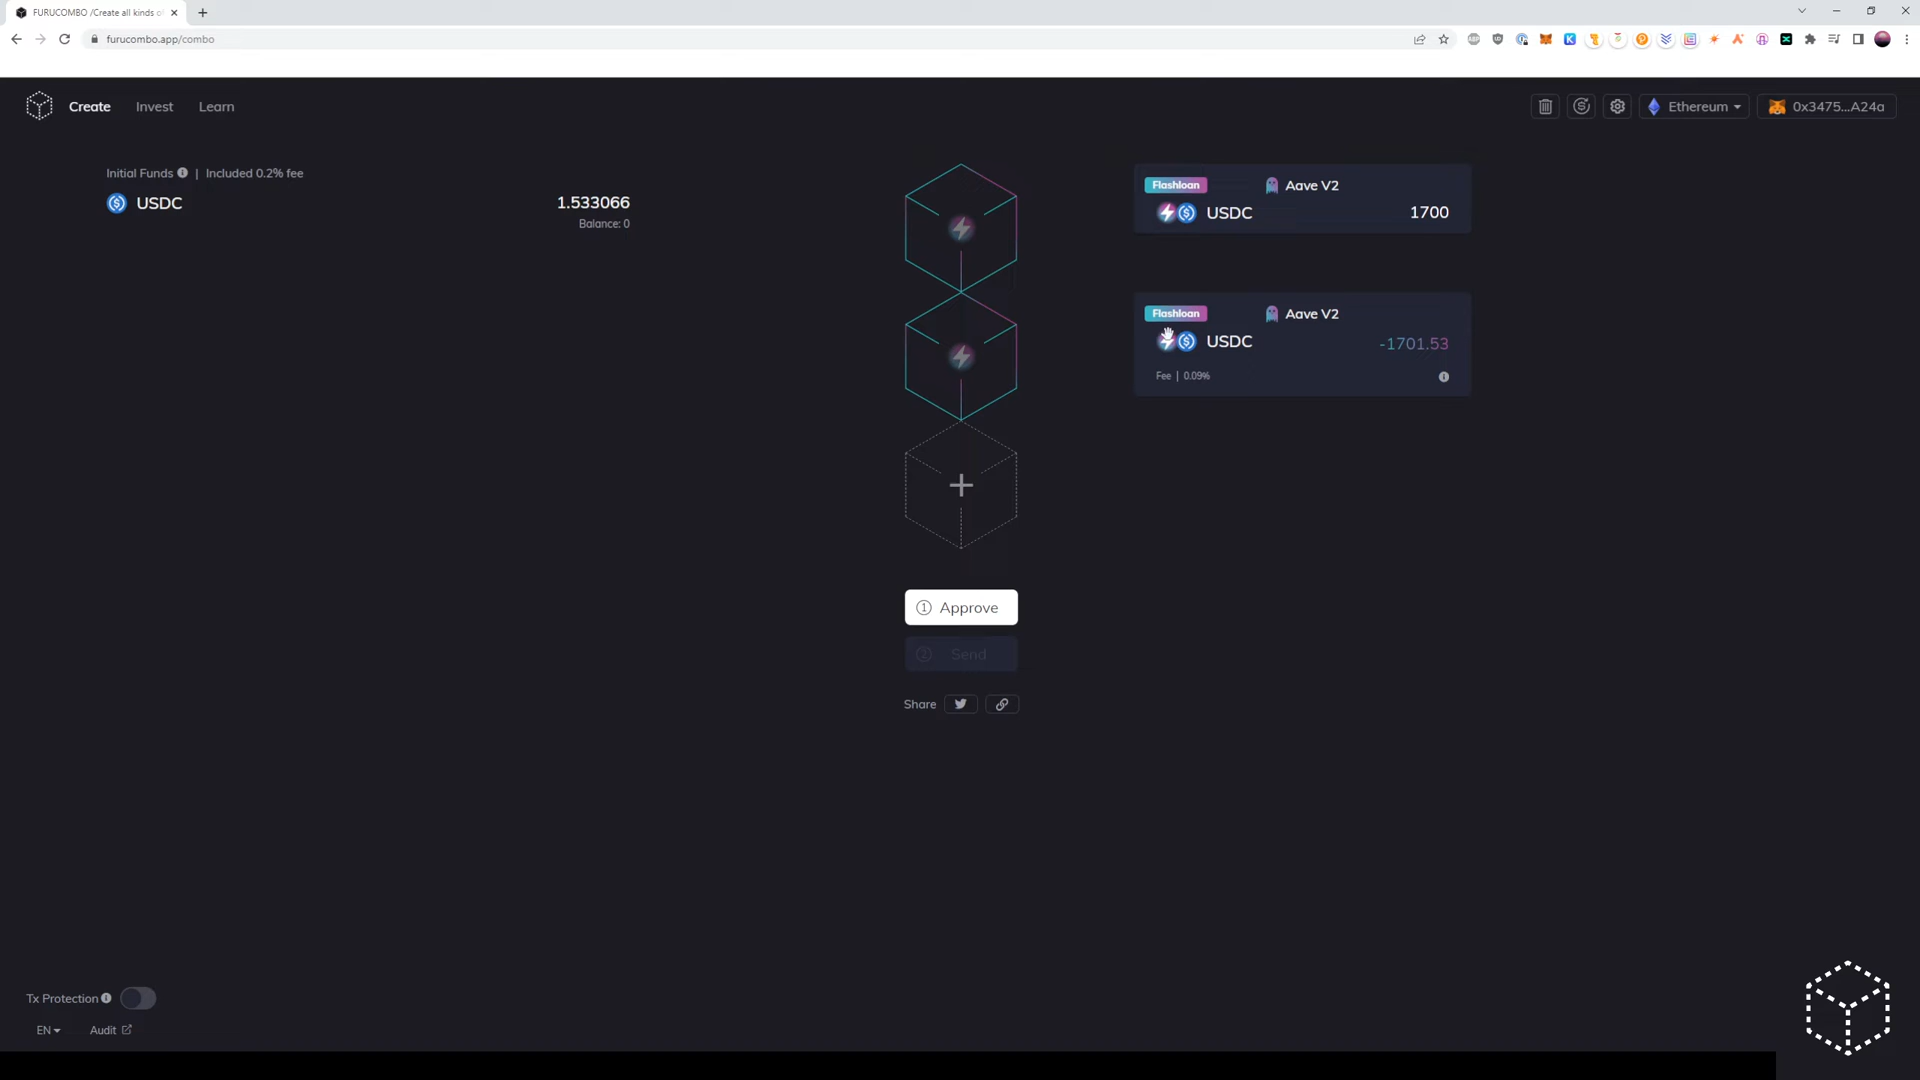 FURUCOMBO /Create all kinds o
furucombo.app/combo
Create Invest Learn
Ethereum
0x3475...A24a
Initial Funds | Included 0.2% fee
USDC 1.533066
Balance: 0
Flashloan Aave V2
USDC 1700
Flashloan Aave V2
USDC -1701.53
Fee | 0.09%
1 Approve
2 Send
Share
Tx Protection
EN Audit